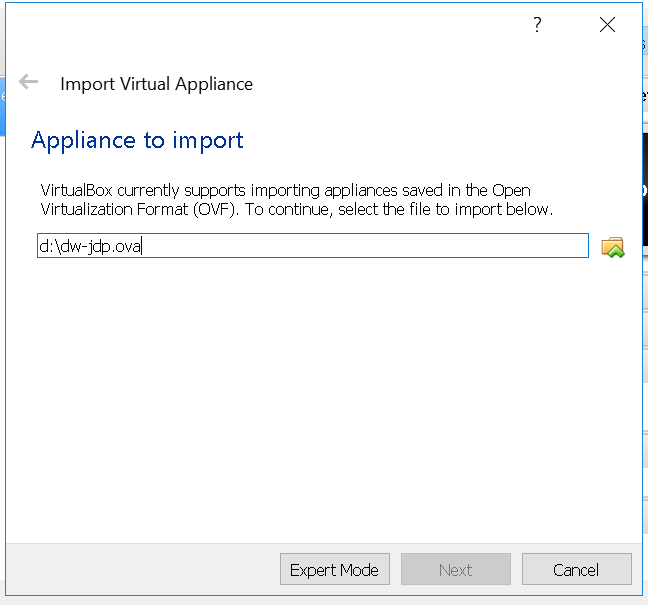 ?
Import Virtual Appliance
Appliance to import
VirtualBox currently supports importing appliances saved in the Open
Virtualization Format (OVF). To continue, select the file to import below.
d:\dw-jdp.ova
Expert Mode
Next
Cancel